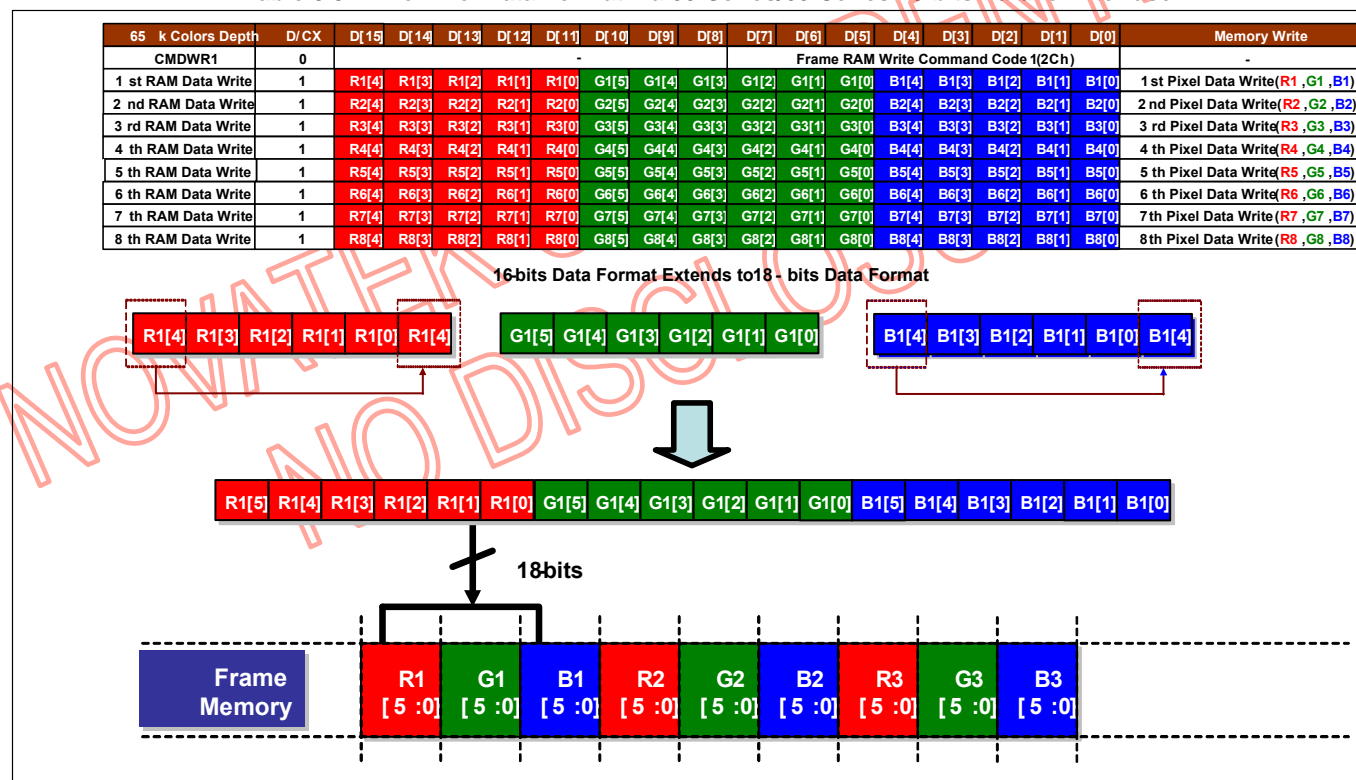 65 k Colors Depth D/CX D[15] D[14] D[13] D[12] D[11] D[10] D[9] D[8] D[7] D[6] D[5] D[4] D[3] D[2] D[1] D[0] Memory Write
CMDWR1 0 - Frame RAM Write Command Code 1(2Ch) -
1 st RAM Data Write 1 R1[4] R1[3] R1[2] R1[1] R1[0] G1[5] G1[4] G1[3] G1[2] G1[1] G1[0] B1[4] B1[3] B1[2] B1[1] B1[0] 1 st Pixel Data Write(R1 ,G1 ,B1)
2 nd RAM Data Write 1 R2[4] R2[3] R2[2] R2[1] R2[0] G2[5] G2[4] G2[3] G2[2] G2[1] G2[0] B2[4] B2[3] B2[2] B2[1] B2[0] 2 nd Pixel Data Write(R2 ,G2 ,B2)
3 rd RAM Data Write 1 R3[4] R3[3] R3[2] R3[1] R3[0] G3[5] G3[4] G3[3] G3[2] G3[1] G3[0] B3[4] B3[3] B3[2] B3[1] B3[0] 3 rd Pixel Data Write(R3 ,G3 ,B3)
4 th RAM Data Write 1 R4[4] R4[3] R4[2] R4[1] R4[0] G4[5] G4[4] G4[3] G4[2] G4[1] G4[0] B4[4] B4[3] B4[2] B4[1] B4[0] 4 th Pixel Data Write(R4 ,G4 ,B4)
5 th RAM Data Write 1 R5[4] R5[3] R5[2] R5[1] R5[0] G5[5] G5[4] G5[3] G5[2] G5[1] G5[0] B5[4] B5[3] B5[2] B5[1] B5[0] 5 th Pixel Data Write(R5 ,G5 ,B5)
6 th RAM Data Write 1 R6[4] R6[3] R6[2] R6[1] R6[0] G6[5] G6[4] G6[3] G6[2] G6[1] G6[0] B6[4] B6[3] B6[2] B6[1] B6[0] 6 th Pixel Data Write(R6 ,G6 ,B6)
7 th RAM Data Write 1 R7[4] R7[3] R7[2] R7[1] R7[0] G7[5] G7[4] G7[3] G7[2] G7[1] G7[0] B7[4] B7[3] B7[2] B7[1] B7[0] 7 th Pixel Data Write(R7 ,G7 ,B7)
8 th RAM Data Write 1 R8[4] R8[3] R8[2] R8[1] R8[0] G8[5] G8[4] G8[3] G8[2] G8[1] G8[0] B8[4] B8[3] B8[2] B8[1] B8[0] 8 th Pixel Data Write(R8 ,G8 ,B8)
16-bits Data Format Extends to18 - bits Data Format
R1[4] R1[3] R1[2] R1[1] R1[0] R1[4] G1[5] G1[4] G1[3] G1[2] G1[1] G1[0] B1[4] B1[3] B1[2] B1[1] B1[0] B1[4]
NOVATEK
NO DISCLO
R1[5] R1[4] R1[3] R1[2] R1[1] R1[0] G1[5] G1[4] G1[3] G1[2] G1[1] G1[0] B1[5] B1[4] B1[3] B1[2] B1[1] B1[0]
18-bits
Frame R1 G1 B1 R2 G2 B2 R3 G3 B3
Memory [ 5 :0] [ 5 :0] [ 5 :0] [ 5 :0] [ 5 :0] [ 5 :0] [ 5 :0] [ 5 :0] [ 5 :0]